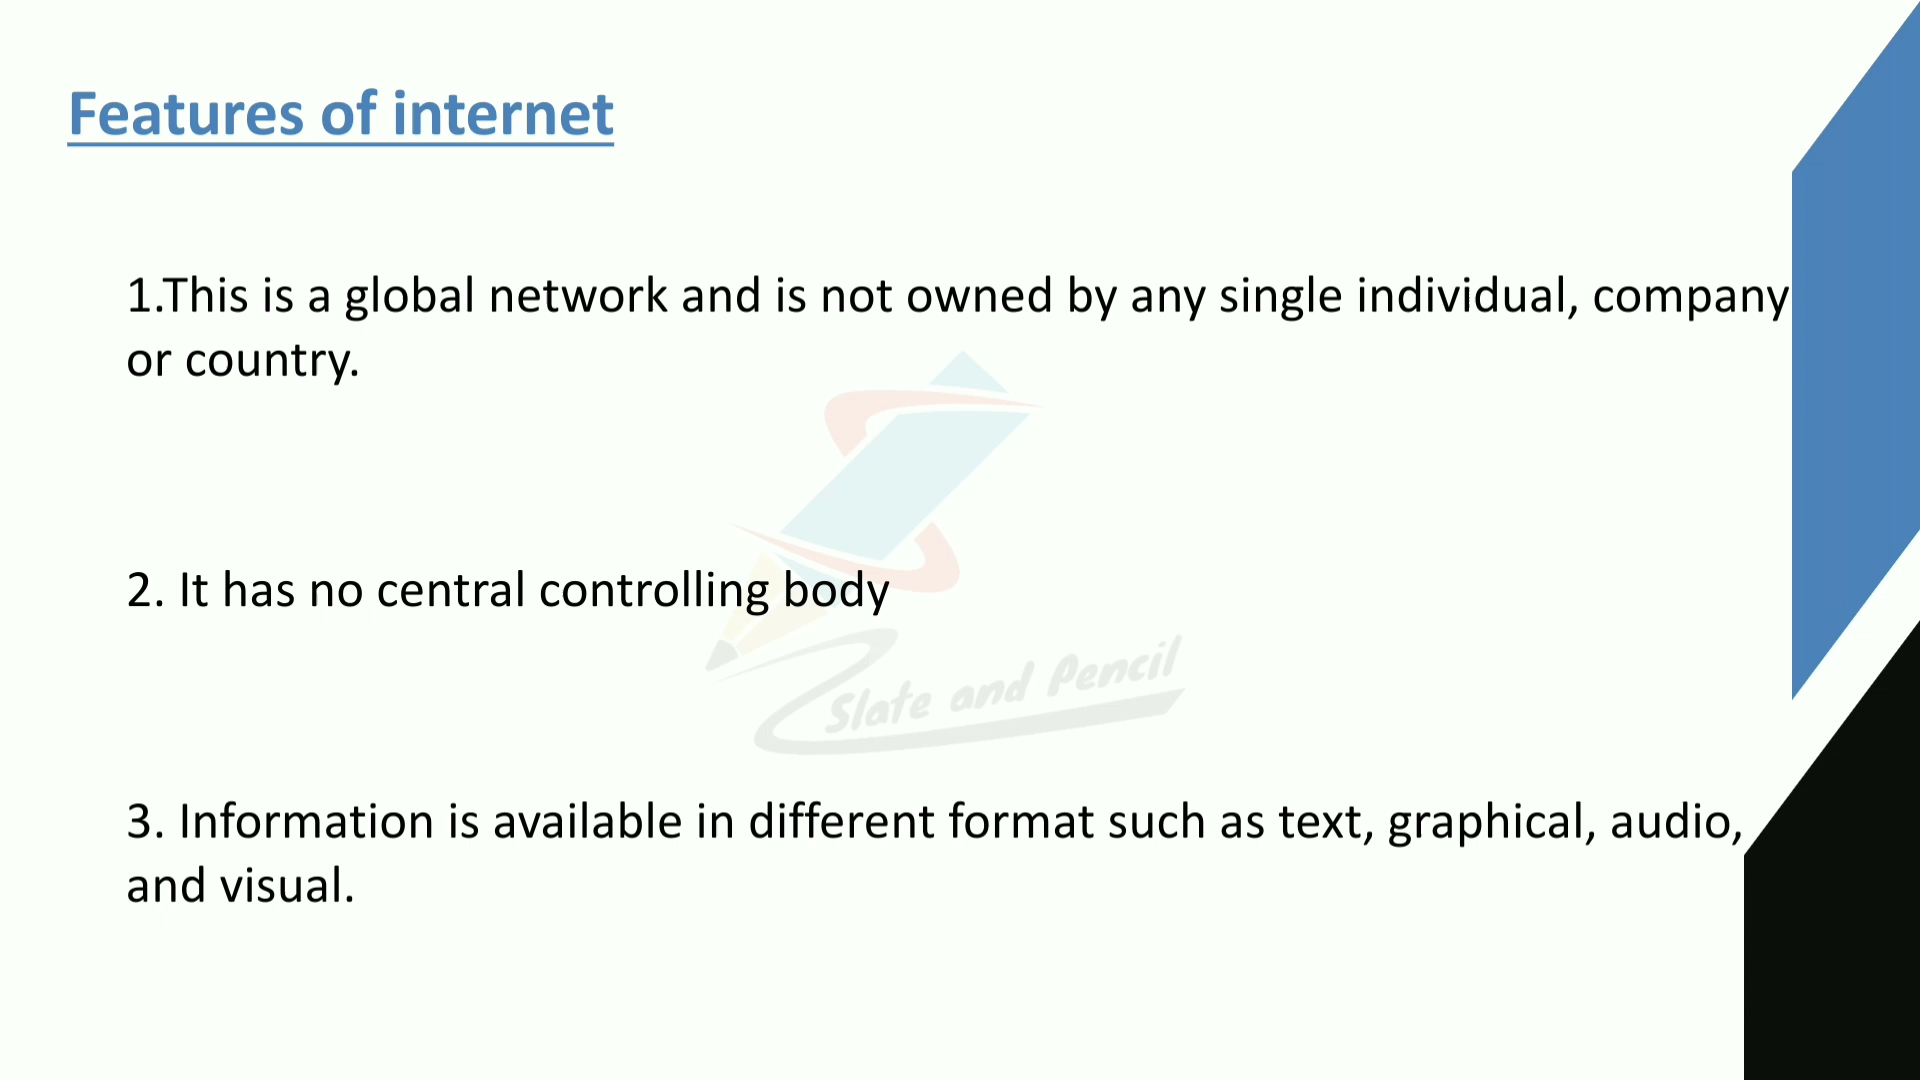 Features of internet
1.This is a global network and is not owned by any single individual, company
or country.
2. It has no central controlling body
Slate and Pencil
3. Information is available in different format such as text, graphical, audio,
and visual.